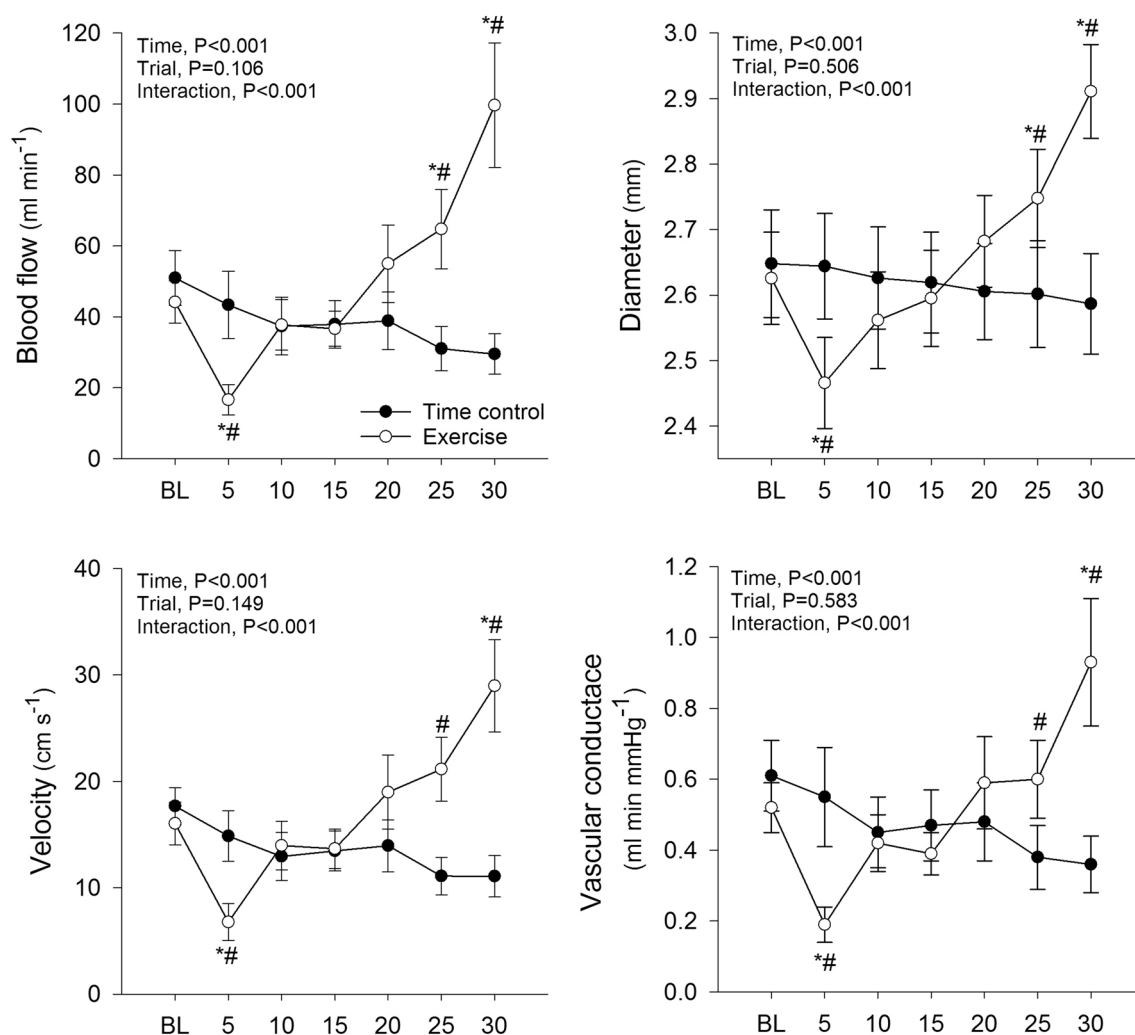 Blood flow (ml min⁻¹)
120
100
80
60
40
20
0
Time, P<0.001
Trial, P=0.106
Interaction, P<0.001
*#
*#
*#
Time control
Exercise
BL 5 10 15 20 25 30
Diameter (mm)
3.0
2.9
2.8
2.7
2.6
2.5
2.4
Time, P<0.001
Trial, P=0.506
Interaction, P<0.001
*#
*#
*#
BL 5 10 15 20 25 30
Velocity (cm s⁻¹)
40
30
20
10
0
Time, P<0.001
Trial, P=0.149
Interaction, P<0.001
*#
#
*#
BL 5 10 15 20 25 30
Vascular conductace
(ml min mmHg⁻¹)
1.2
1.0
0.8
0.6
0.4
0.2
0.0
Time, P<0.001
Trial, P=0.583
Interaction, P<0.001
*#
#
*#
BL 5 10 15 20 25 30